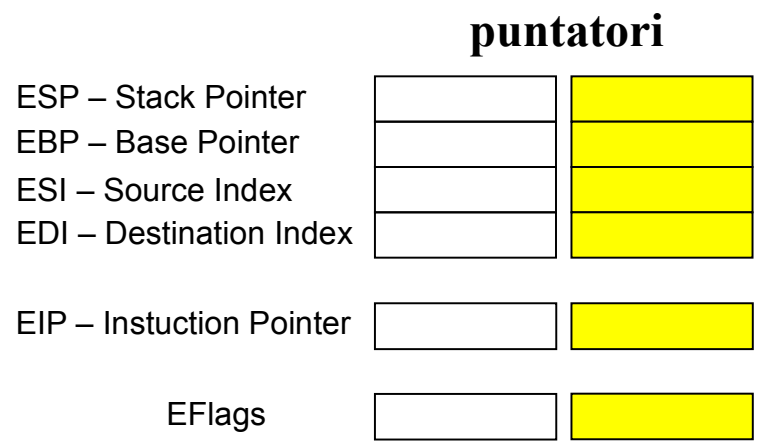 puntatori
ESP – Stack Pointer
EBP – Base Pointer
ESI – Source Index
EDI – Destination Index
EIP – Instuction Pointer
EFlags